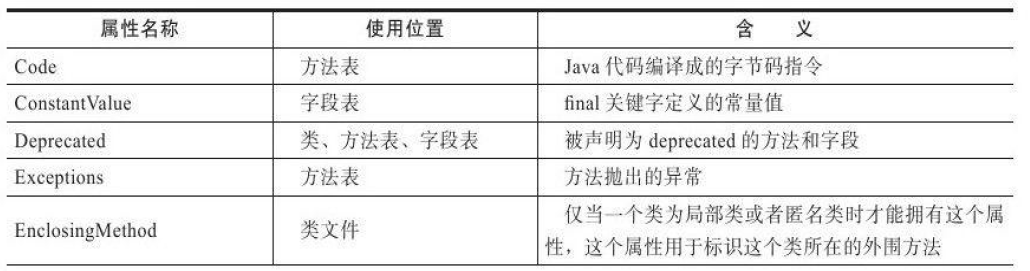 属性名称 使用位置 含 义
Code 方法表 Java 代码编译成的字节码指令
ConstantValue 字段表 final 关键字定义的常量值
Deprecated 类、方法表、字段表 被声明为 deprecated 的方法和字段
Exceptions 方法表 方法抛出的异常
EnclosingMethod 类文件 仅当一个类为局部类或者匿名类时才能拥有这个属
性，这个属性用于标识这个类所在的外围方法